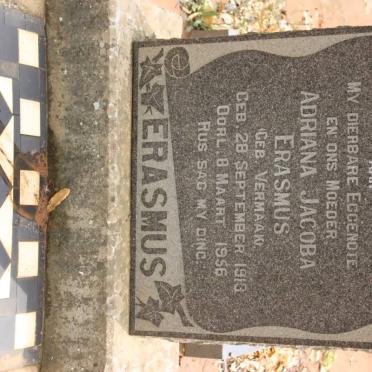 ERASMUS
MY DIERBARE EGGENOTE
EN ONS MOEDER
ADRIANA JACOBA
ERASMUS
GEB. VERMAAK,
GEB. 28 SEPTEMBER 1913
OORL. 8 MAART 1956
RUS SAG MY DING.